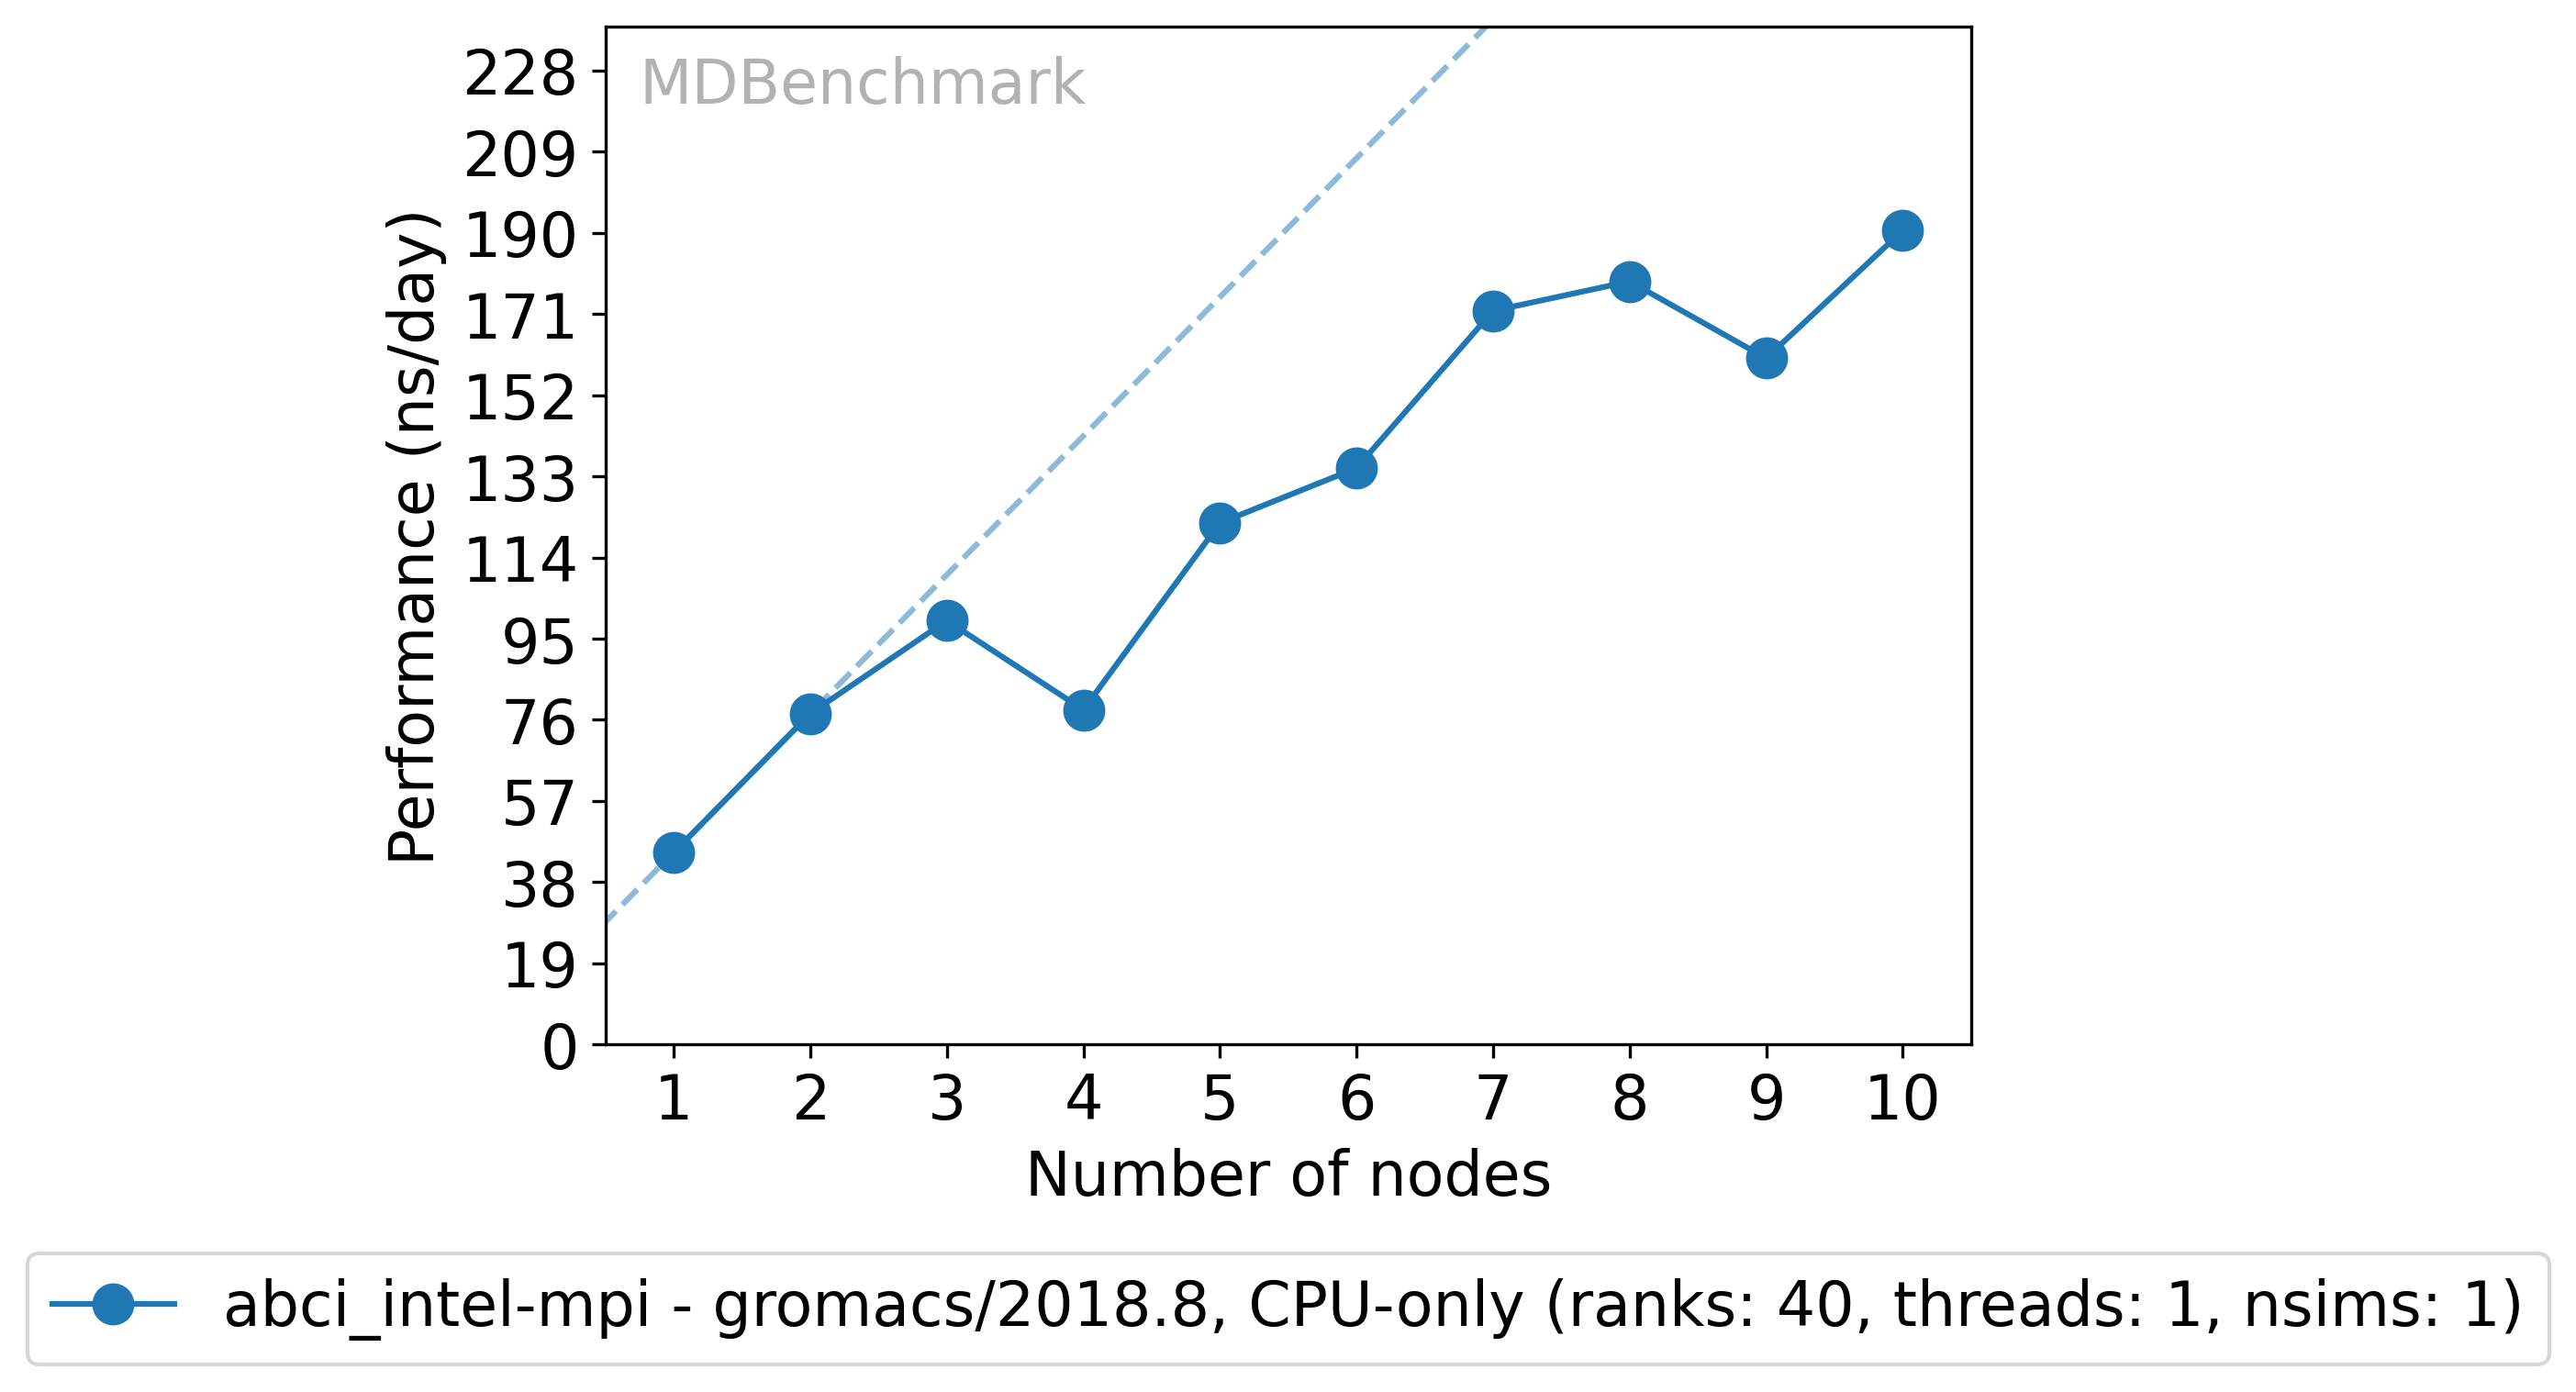 MDBenchmark
Performance (ns/day)
228
209
190
171
152
133
114
95
76
57
38
19
0
1 2 3 4 5 6 7 8 9 10
Number of nodes
abci_intel-mpi - gromacs/2018.8, CPU-only (ranks: 40, threads: 1, nsims: 1)